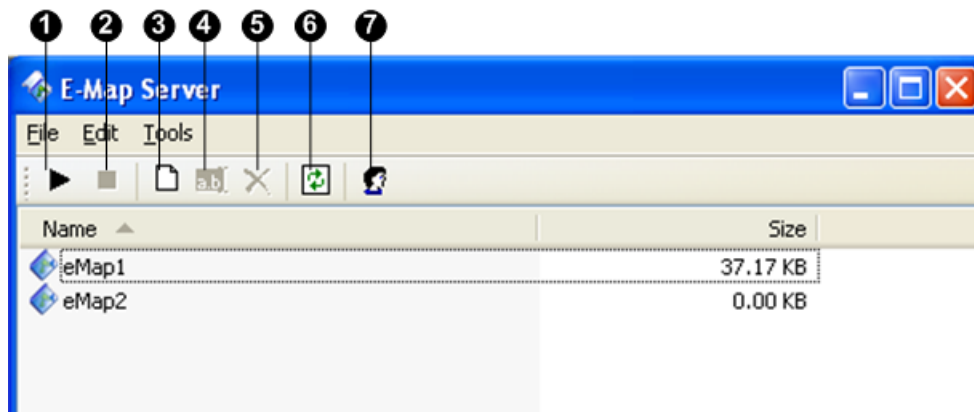 1 2 3 4 5 6 7
E-Map Server
File Edit Tools
a.b
Name Size
eMap1 37.17 KB
eMap2 0.00 KB